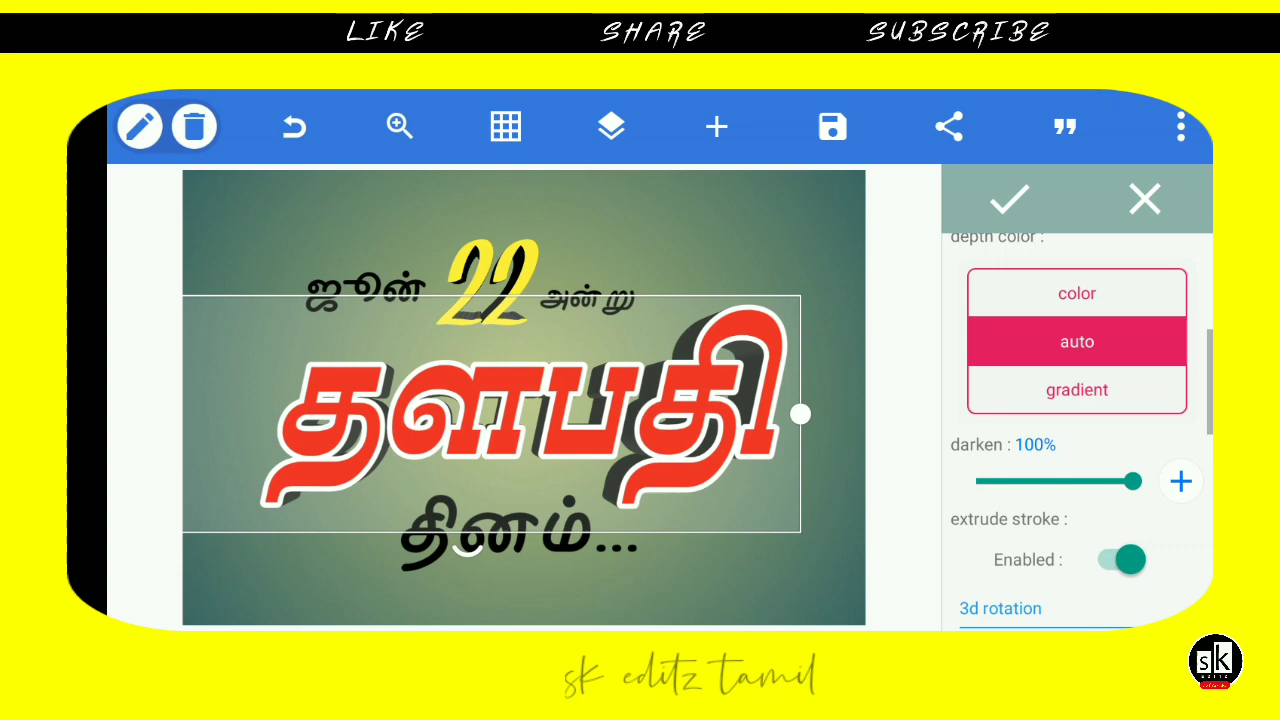 LIKE SHARE SUBSCRIBE
depth color :
ஜூன் 22 அன்று
தளபதி
தினம்...
color
auto
gradient
darken : 100%
extrude stroke :
Enabled :
3d rotation
sk editz tamil
sk